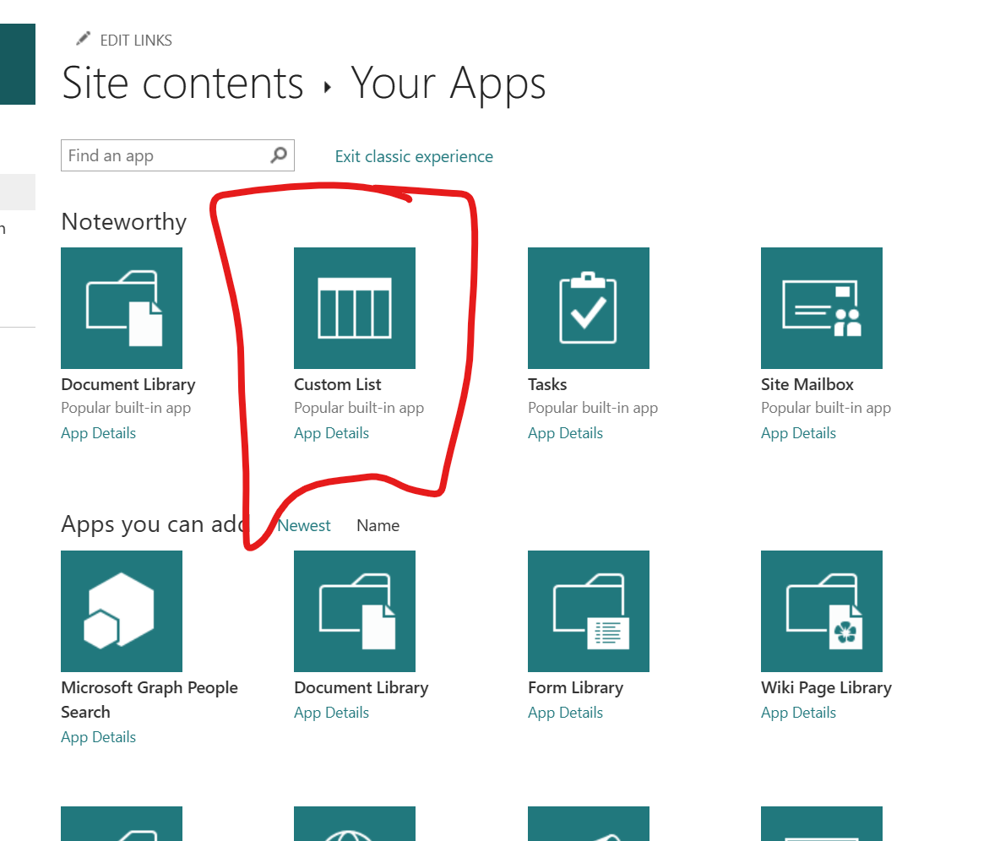 EDIT LINKS
Site contents ▸ Your Apps
Find an app
Exit classic experience
Noteworthy
Document Library
Popular built-in app
App Details
Custom List
Popular built-in app
App Details
Tasks
Popular built-in app
App Details
Site Mailbox
Popular built-in app
App Details
Apps you can add Newest Name
Microsoft Graph People
Search
App Details
Document Library
App Details
Form Library
App Details
Wiki Page Library
App Details